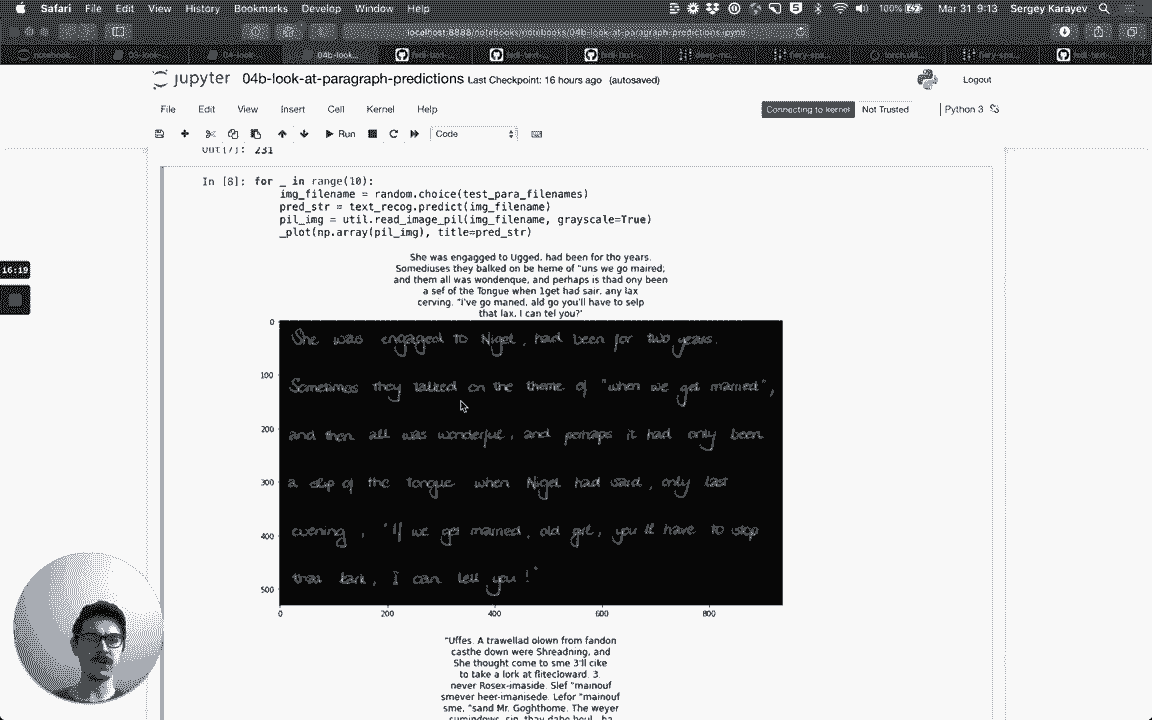 Safari File Edit View History Bookmarks Develop Window Help 100% Mar 31 9:13 Sergey Karayev
localhost:8888/notebooks/notebooks/04b-look-at-paragraph-predictions.ipynb
04b-look...
jupyter 04b-look-at-paragraph-predictions Last Checkpoint: 16 hours ago (autosaved) Logout
File Edit View Insert Cell Kernel Help Connecting to kernel Not Trusted Python 3
Run Code
Out[7]: 231
In [8]: for _ in range(10):
img_filename = random.choice(test_para_filenames)
pred_str = text_recog.predict(img_filename)
pil_img = util.read_image_pil(img_filename, grayscale=True)
_plot(np.array(pil_img), title=pred_str)
16:19
She was engagged to Ugged, had been for tho years.
Somediuses they balked on be heme of "uns we go maired;
and them all was wondenque, and perhaps is thad ony been
a sef of the Tongue when 1get had sair, any lax
cerving. "I've go maned, ald go you'll have to selp
that lax, I can tel you?'
0
She was engaged to Nigel, had been for two years.
100
Sometimes they talked on the theme of "when we get married",
200
and then all was wonderful, and perhaps it had only been
300
a slip of the Tongue when Nigel had said, only last
400
evening, "If we get married, old girl, you'll have to stop
500
that lark, I can tell you!"
0 200 400 600 800
"Uffes. A trawellad olown from fandon
casthe down were Shreadning, and
She thought come to sme 3'll cike
to take a lork at flitecloward. 3.
never Rosex-imaside. Slef "mainouf
smever heer-imanisede. Lefor "mainouf
sme, "sand Mr. Goghthome. The weyer